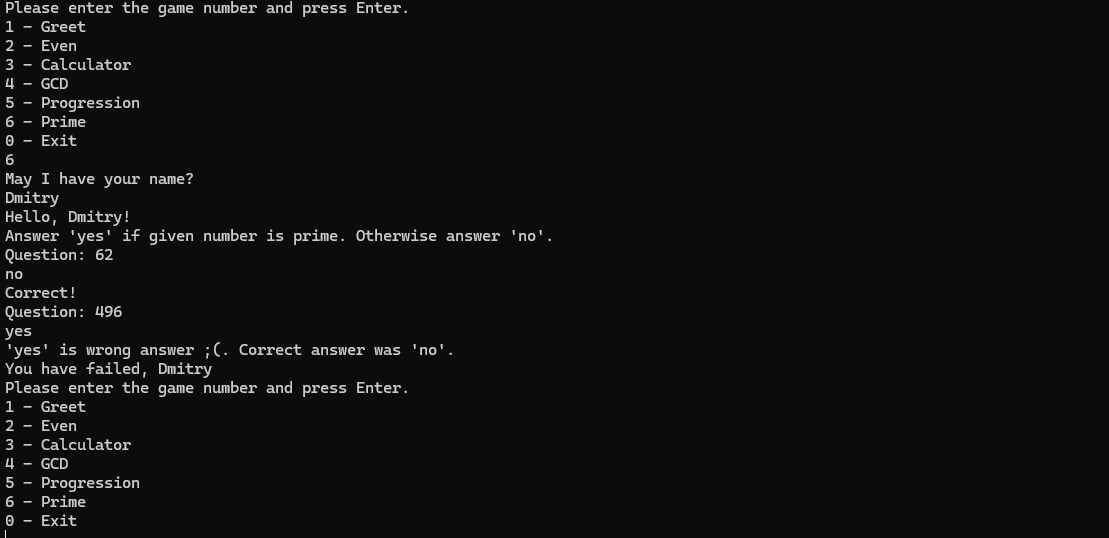 Please enter the game number and press Enter.
1 - Greet
2 - Even
3 - Calculator
4 - GCD
5 - Progression
6 - Prime
0 - Exit
6
May I have your name?
Dmitry
Hello, Dmitry!
Answer 'yes' if given number is prime. Otherwise answer 'no'.
Question: 62
no
Correct!
Question: 496
yes
'yes' is wrong answer ;(. Correct answer was 'no'.
You have failed, Dmitry
Please enter the game number and press Enter.
1 - Greet
2 - Even
3 - Calculator
4 - GCD
5 - Progression
6 - Prime
0 - Exit